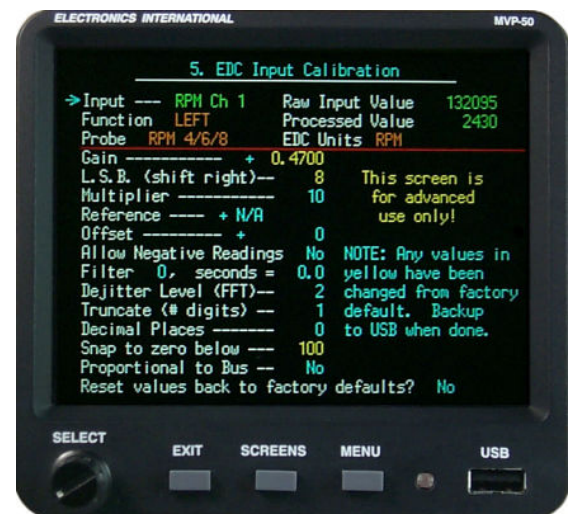 ELECTRONICS INTERNATIONAL MVP-50
5. EDC Input Calibration
→Input --- RPM Ch 1 Raw Input Value 132095
Function LEFT Processed Value 2430
Probe RPM 4/6/8 EDC Units RPM
Gain ----------- + 0.4700
L.S.B. (shift right)-- 8 This screen is
Multiplier ----------- 10 for advanced
Reference ---- + N/A use only!
Offset --------- + 0
Allow Negative Readings No NOTE: Any values in
Filter 0, seconds = 0.0 yellow have been
Dejitter Level (FFT)-- 2 changed from factory
Truncate (# digits) -- 1 default. Backup
Decimal Places ------- 0 to USB when done.
Snap to zero below --- 100
Proportional to Bus -- No
Reset values back to factory defaults? No
SELECT EXIT SCREENS MENU USB